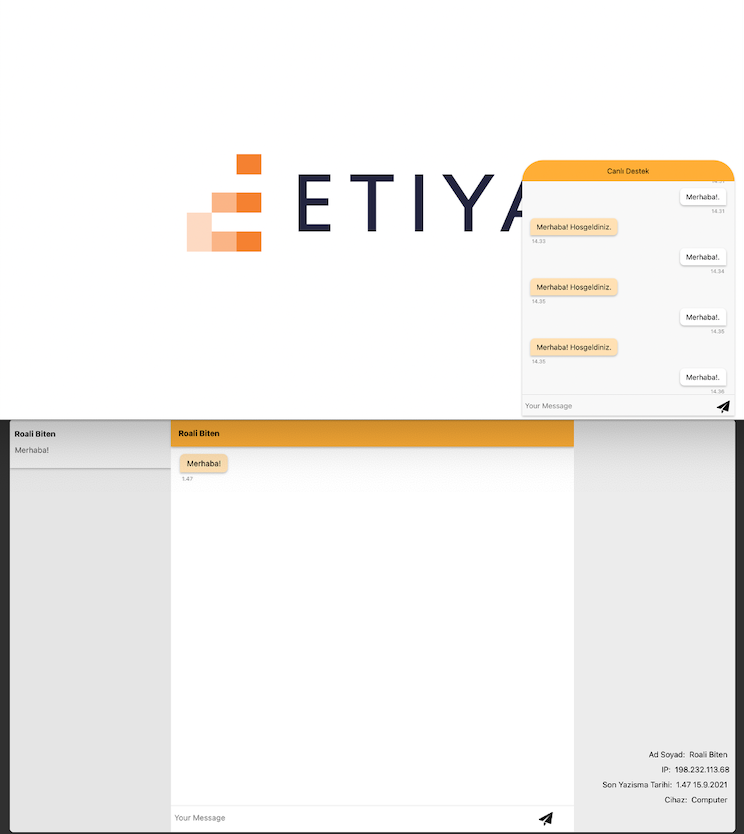 ETIYA
Canlı Destek
Merhaba!.
14.31
Merhaba! Hosgeldiniz.
14.33
Merhaba!.
14.34
Merhaba! Hosgeldiniz.
14.35
Merhaba!.
14.35
Merhaba! Hosgeldiniz.
14.35
Merhaba!.
14.36
Your Message
Roali Biten
Merhaba!
Roali Biten
Merhaba!
1.47
Your Message
Ad Soyad: Roali Biten
IP: 198.232.113.68
Son Yazisma Tarihi: 1.47 15.9.2021
Cihaz: Computer